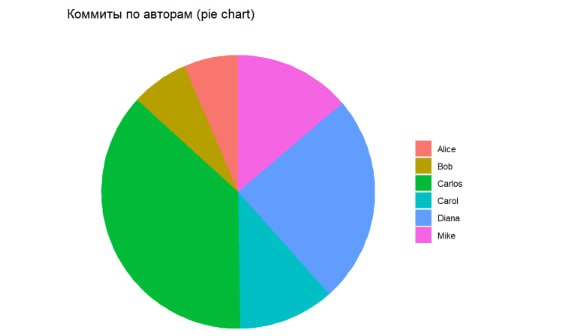 Коммиты по авторам (pie chart)
Alice
Bob
Carlos
Carol
Diana
Mike